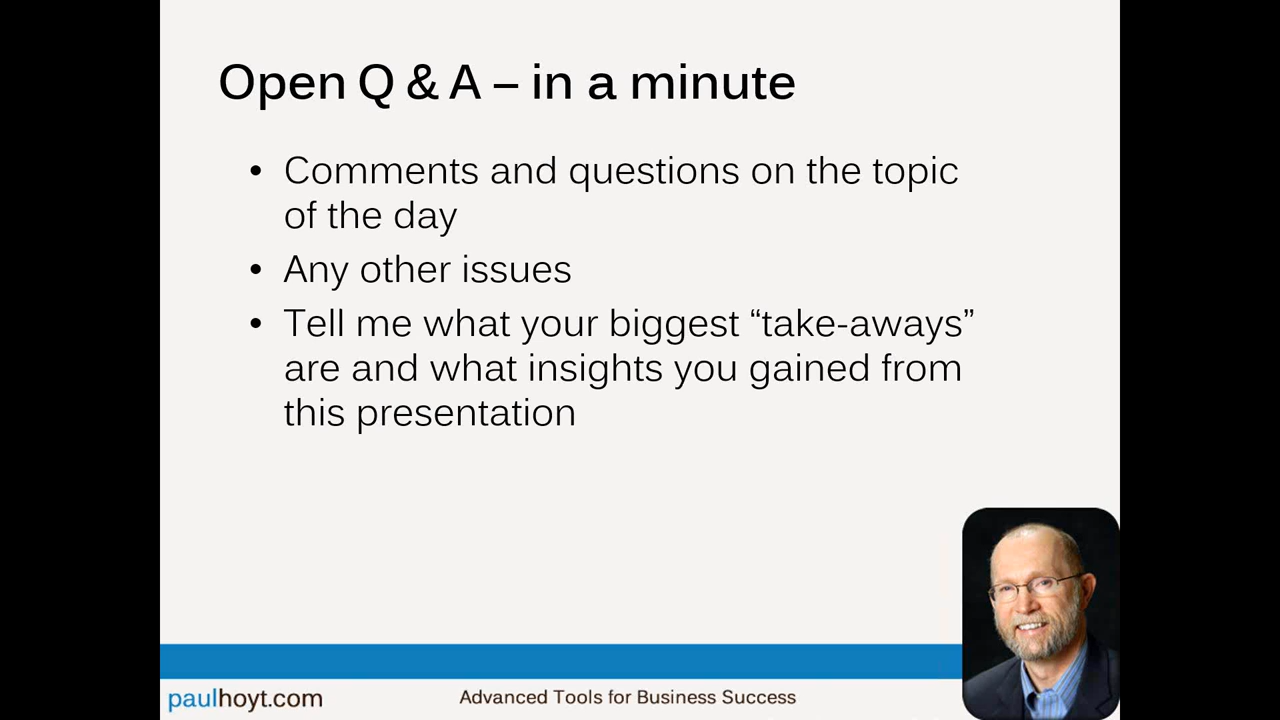 Open Q & A – in a minute
• Comments and questions on the topic
of the day
• Any other issues
• Tell me what your biggest “take-aways”
are and what insights you gained from
this presentation
paulhoyt.com
Advanced Tools for Business Success